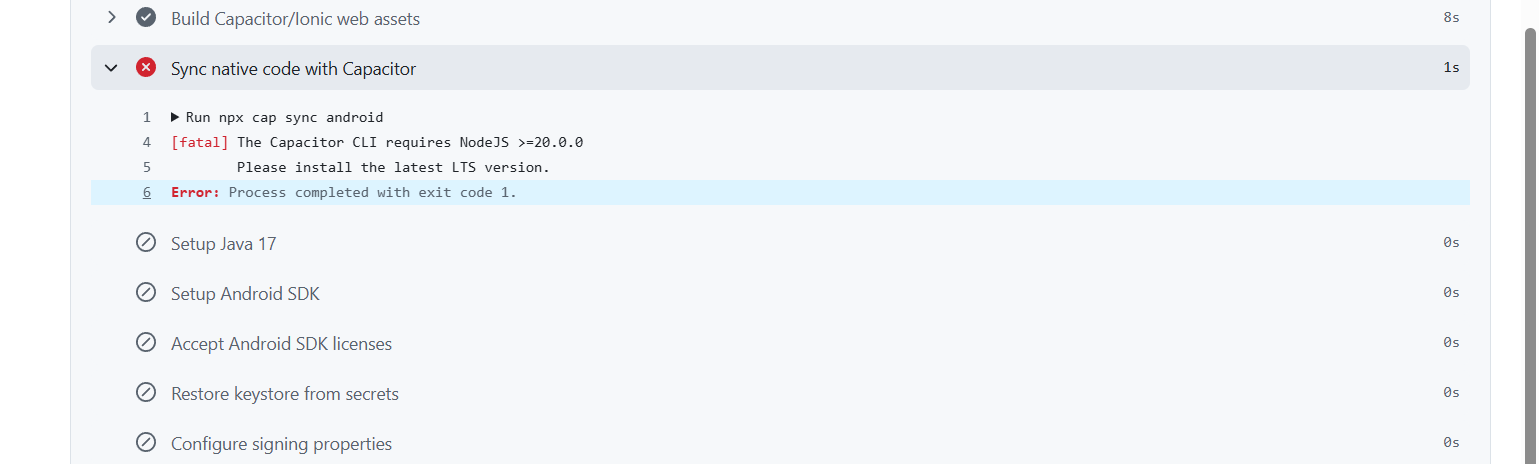 Build Capacitor/Ionic web assets 8s
Sync native code with Capacitor 1s
1 Run npx cap sync android
4 [fatal] The Capacitor CLI requires NodeJS >=20.0.0
5 Please install the latest LTS version.
6 Error: Process completed with exit code 1.
Setup Java 17 0s
Setup Android SDK 0s
Accept Android SDK licenses 0s
Restore keystore from secrets 0s
Configure signing properties 0s